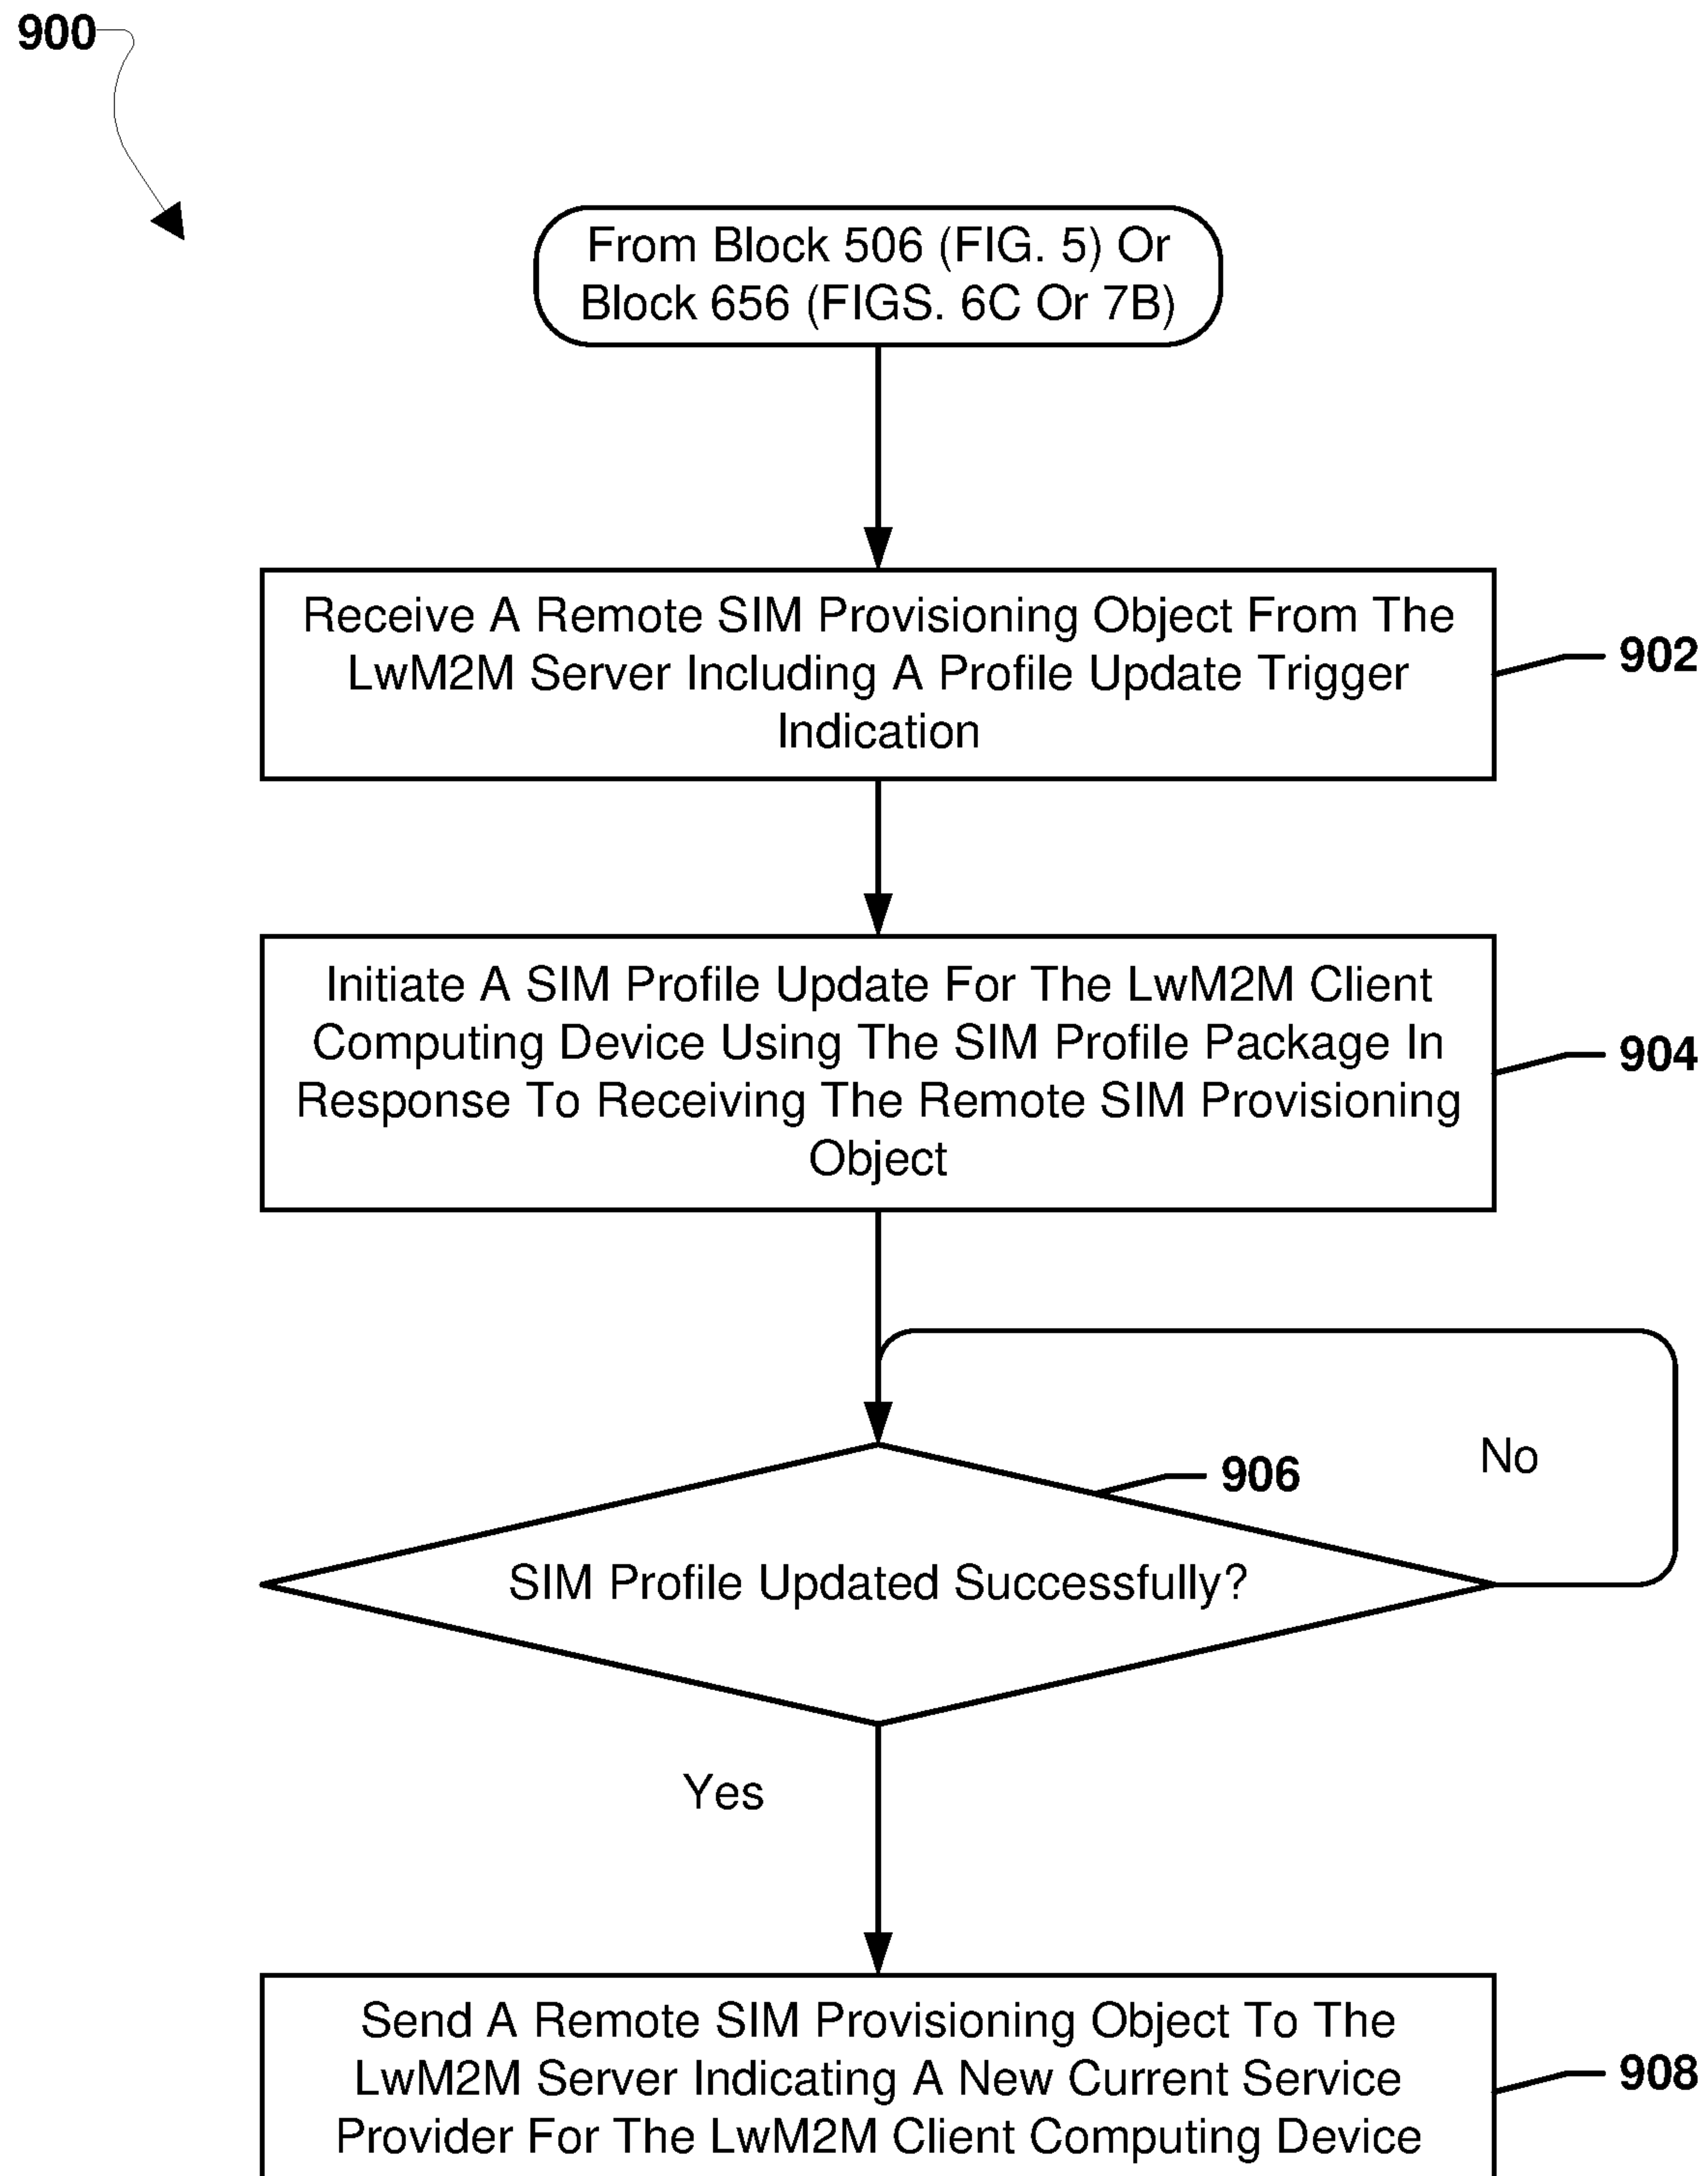 900
From Block 506 (FIG. 5) Or
Block 656 (FIGS. 6C Or 7B)
Receive A Remote SIM Provisioning Object From The
LwM2M Server Including A Profile Update Trigger
Indication
902
Initiate A SIM Profile Update For The LwM2M Client
Computing Device Using The SIM Profile Package In
Response To Receiving The Remote SIM Provisioning
Object
904
906
No
SIM Profile Updated Successfully?
Yes
Send A Remote SIM Provisioning Object To The
LwM2M Server Indicating A New Current Service
Provider For The LwM2M Client Computing Device
908